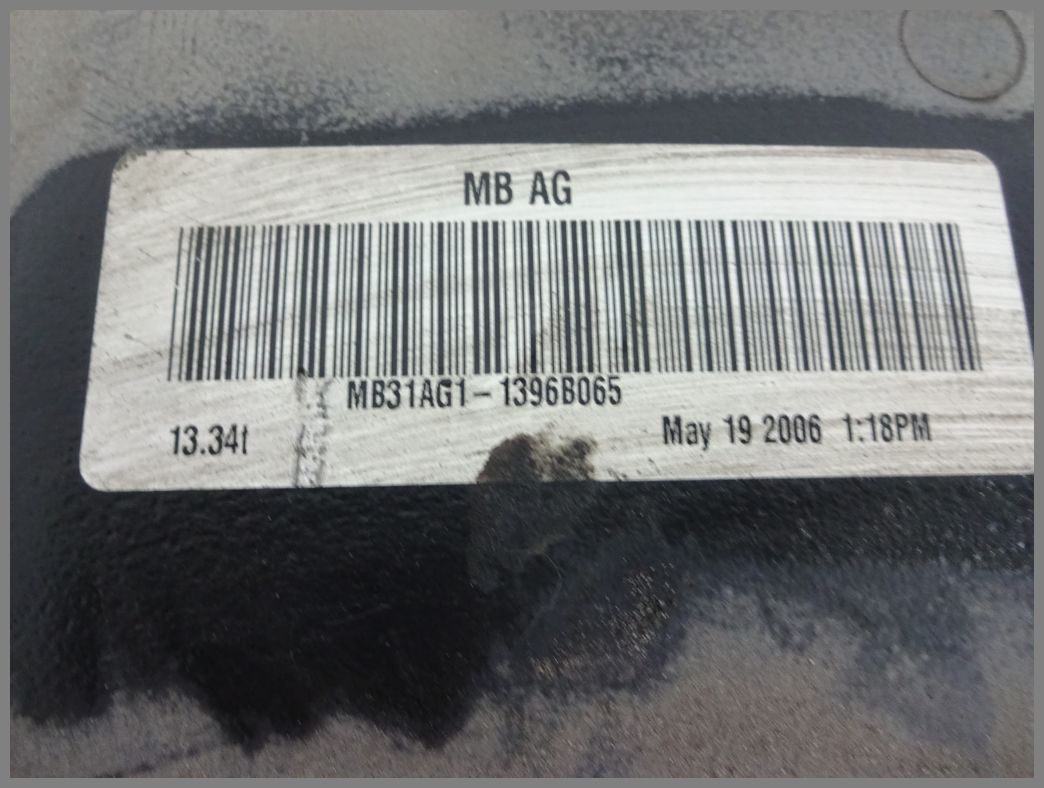 MB AG
MB31AG1-1396B065
13.34t
May 19 2006 1:18PM